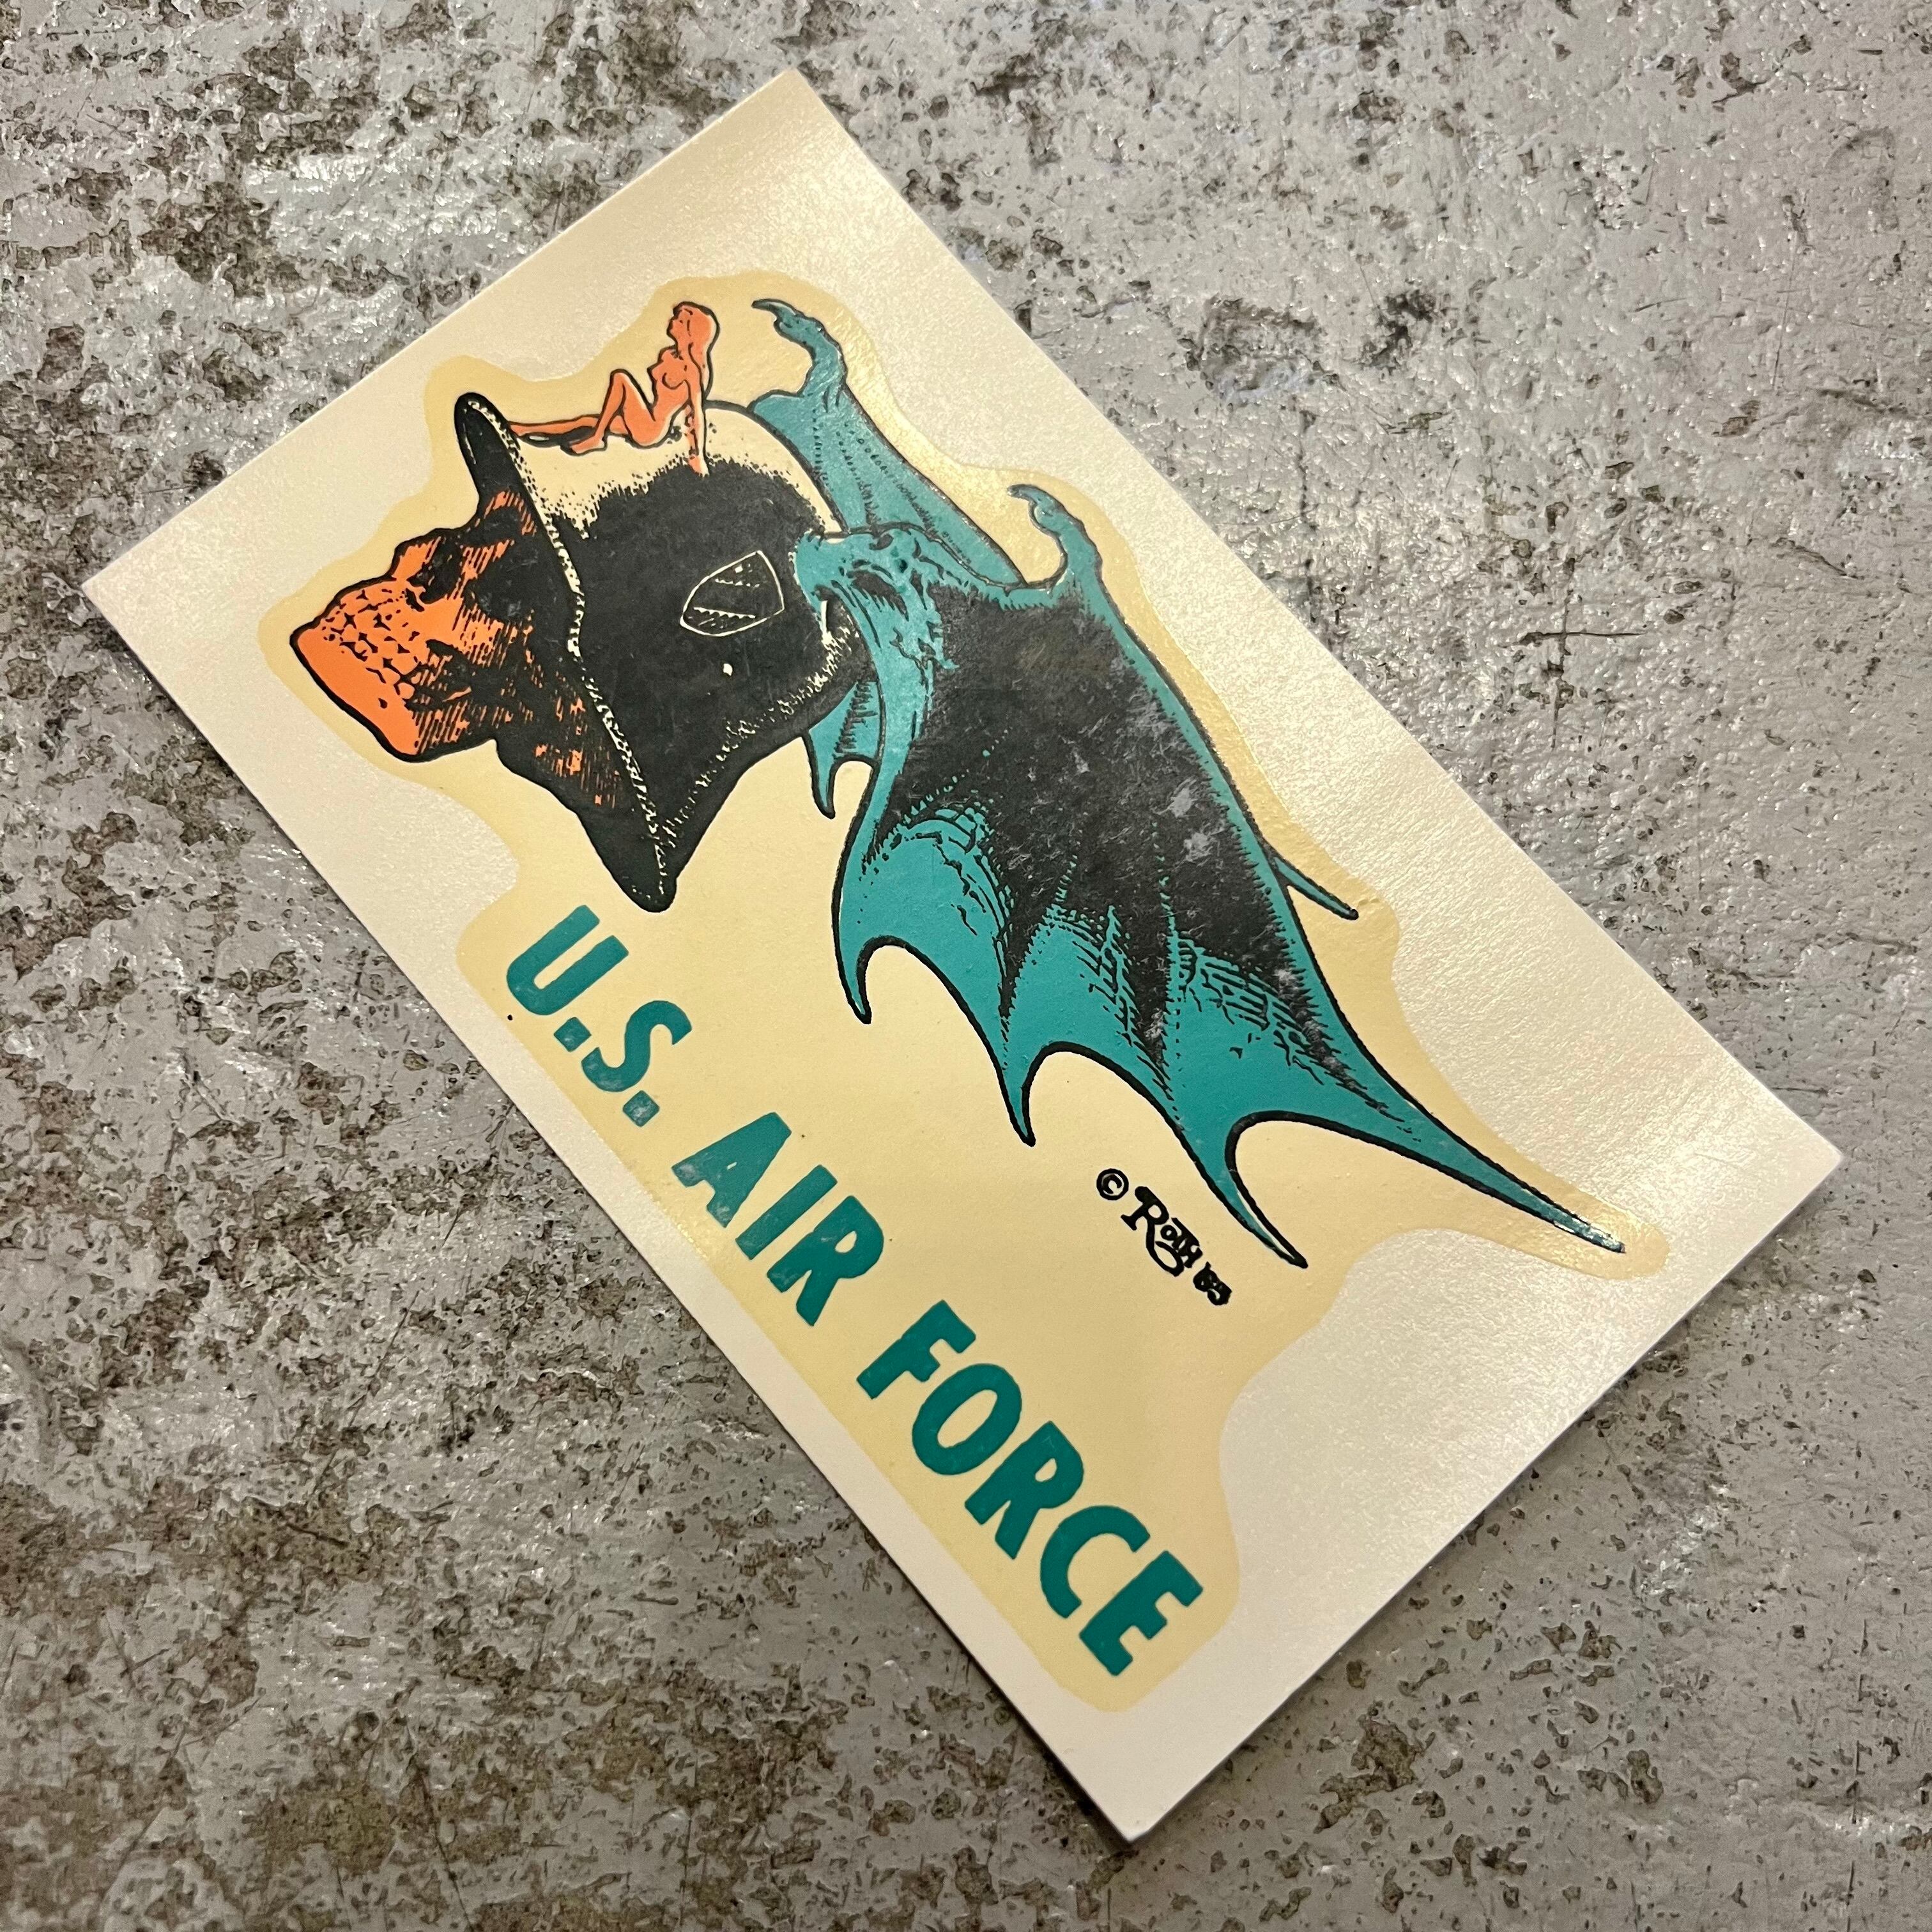 © Roth '63
U.S. AIR FORCE